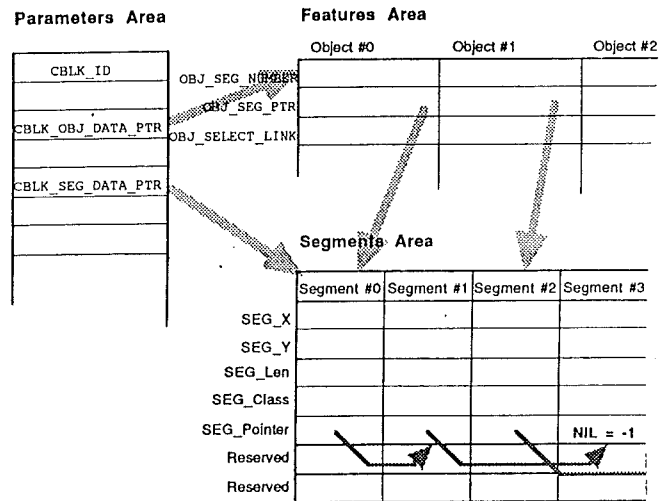 Parameters Area
Features Area
Object #0
Object #1
Object #2
CBLK_ID
OBJ_SEG_NUMBER
OBJ_SEG_PTR
CBLK_OBJ_DATA_PTR
OBJ_SELECT_LINK
CBLK_SEG_DATA_PTR
Segments Area
Segment #0
Segment #1
Segment #2
Segment #3
SEG_X
SEG_Y
SEG_Len
SEG_Class
SEG_Pointer
NIL = -1
Reserved
Reserved